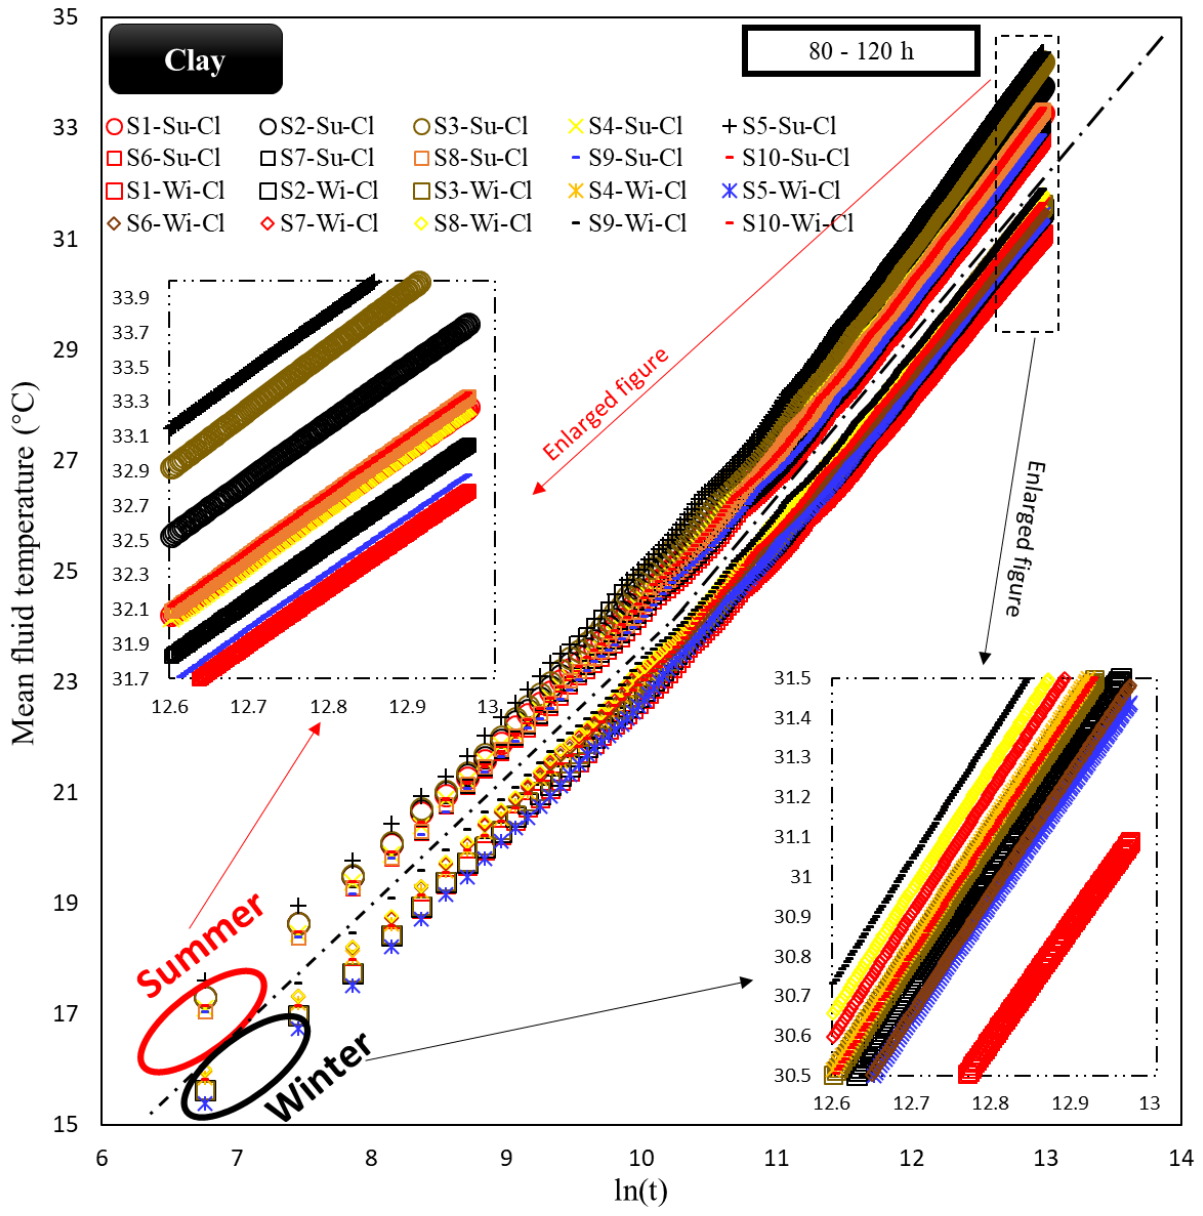 Clay
80 - 120 h
S1-Su-Cl S2-Su-Cl S3-Su-Cl S4-Su-Cl S5-Su-Cl
S6-Su-Cl S7-Su-Cl S8-Su-Cl S9-Su-Cl S10-Su-Cl
S1-Wi-Cl S2-Wi-Cl S3-Wi-Cl S4-Wi-Cl S5-Wi-Cl
S6-Wi-Cl S7-Wi-Cl S8-Wi-Cl S9-Wi-Cl S10-Wi-Cl
Mean fluid temperature (°C)
35
33
31
29
27
25
23
21
19
17
15
33.9
33.7
33.5
33.3
33.1
32.9
32.7
32.5
32.3
32.1
31.9
31.7
12.6 12.7 12.8 12.9 13
Enlarged figure
Enlarged figure
31.5
31.4
31.3
31.2
31.1
31
30.9
30.8
30.7
30.6
30.5
12.6 12.7 12.8 12.9 13
Summer
Winter
6 7 8 9 10 11 12 13 14
ln(t)